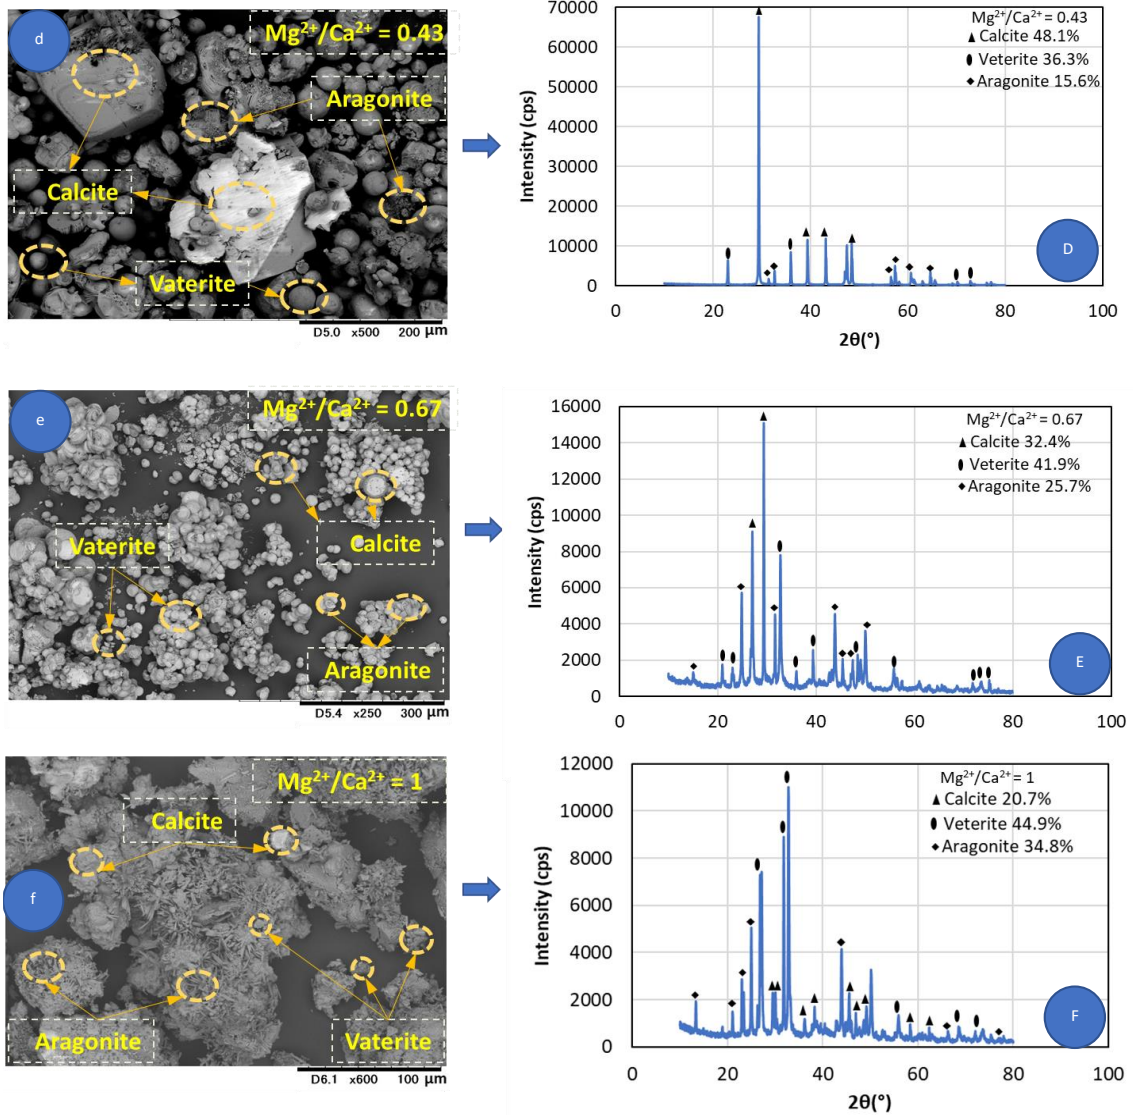 d
Mg²⁺/Ca²⁺ = 0.43
Aragonite
Calcite
Vaterite
D5.0 x500 200 µm
70000
60000
50000
40000
30000
20000
10000
0
0 20 40 60 80 100
Intensity (cps)
2θ(°)
Mg²⁺/Ca²⁺ = 0.43
▲ Calcite 48.1%
Veterite 36.3%
◆ Aragonite 15.6%
D
e
Mg²⁺/Ca²⁺ = 0.67
Vaterite
Calcite
Aragonite
D5.4 x250 300 µm
16000
14000
12000
10000
8000
6000
4000
2000
0
0 20 40 60 80 100
Intensity (cps)
Mg²⁺/Ca²⁺ = 0.67
▲ Calcite 32.4%
Veterite 41.9%
◆ Aragonite 25.7%
E
f
Mg²⁺/Ca²⁺ = 1
Calcite
Aragonite
Vaterite
D6.1 x600 100 µm
12000
10000
8000
6000
4000
2000
0
0 20 40 60 80 100
Intensity (cps)
2θ(°)
Mg²⁺/Ca²⁺ = 1
▲ Calcite 20.7%
Veterite 44.9%
◆ Aragonite 34.8%
F